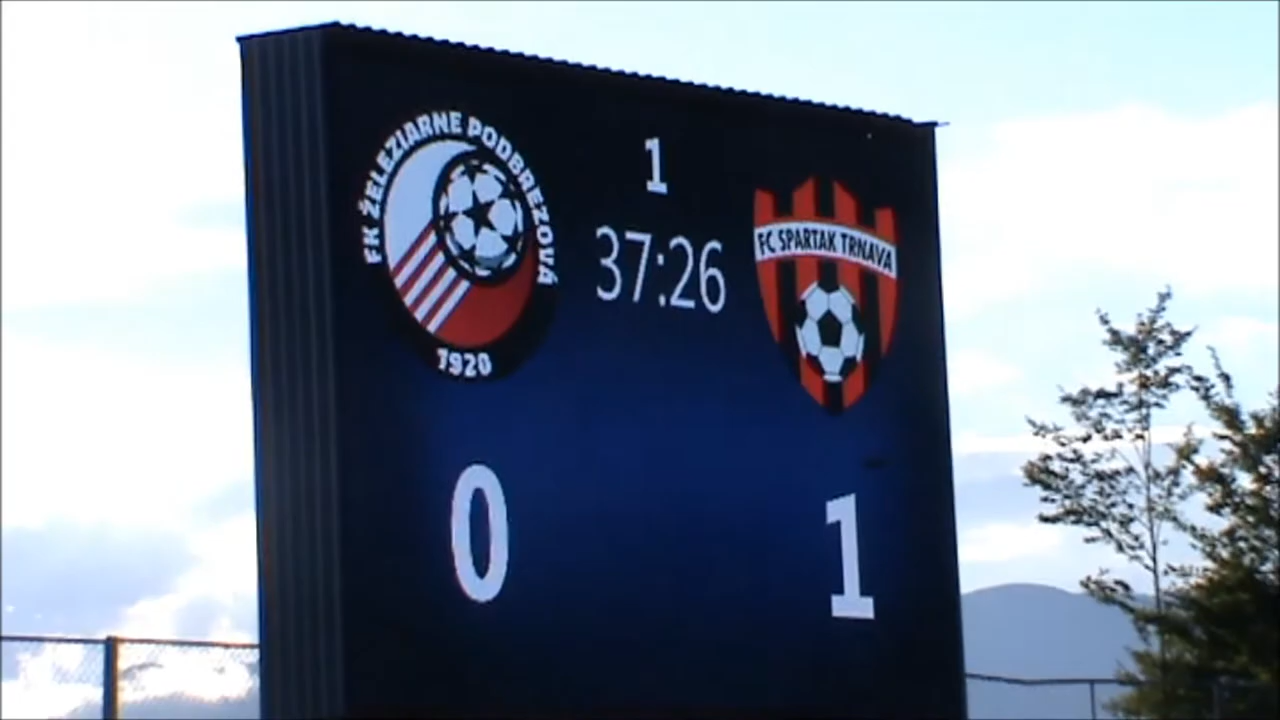 FK ŽELEZIARNE PODBREZOVÁ
1920
1
37:26
FC SPARTAK TRNAVA
0
1